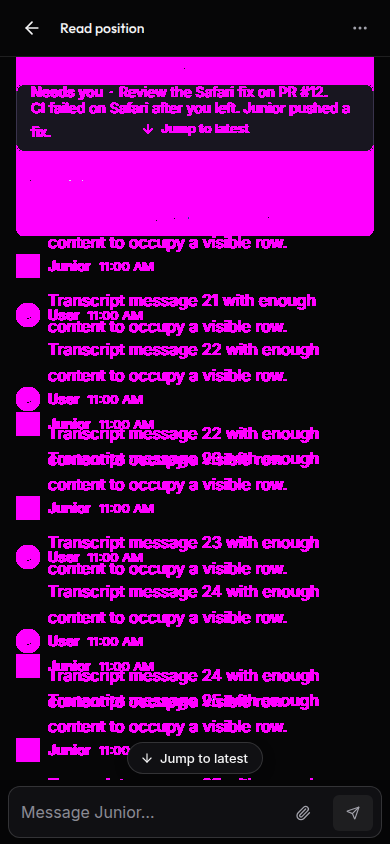 Read position
Needs you · Review the Safari fix on PR #12.
CI failed on Safari after you left. Junior pushed a
fix.
Jump to latest
content to occupy a visible row.
Junior 11:00 AM
Transcript message 21 with enough
User 11:00 AM
content to occupy a visible row.
Transcript message 22 with enough
content to occupy a visible row.
User 11:00 AM
Junior 11:00 AM
Transcript message 22 with enough
content to occupy a visible row.
Junior 11:00 AM
Transcript message 23 with enough
User 11:00 AM
content to occupy a visible row.
Transcript message 24 with enough
content to occupy a visible row.
User 11:00 AM
Junior 11:00 AM
Transcript message 24 with enough
content to occupy a visible row.
Junior 11:00 AM
Jump to latest
Message Junior...